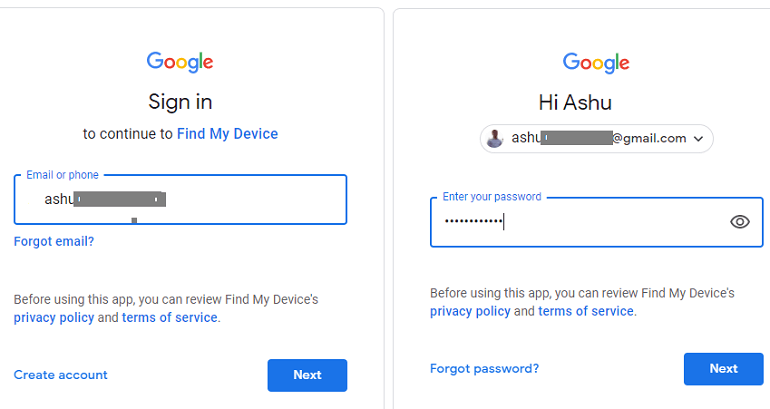 Google
Sign in
to continue to Find My Device
Email or phone
ashu
Forgot email?
Before using this app, you can review Find My Device's
privacy policy and terms of service.
Create account
Next
Google
Hi Ashu
ashu @gmail.com
Enter your password
••••••••••••
Before using this app, you can review Find My Device's
privacy policy and terms of service.
Forgot password?
Next